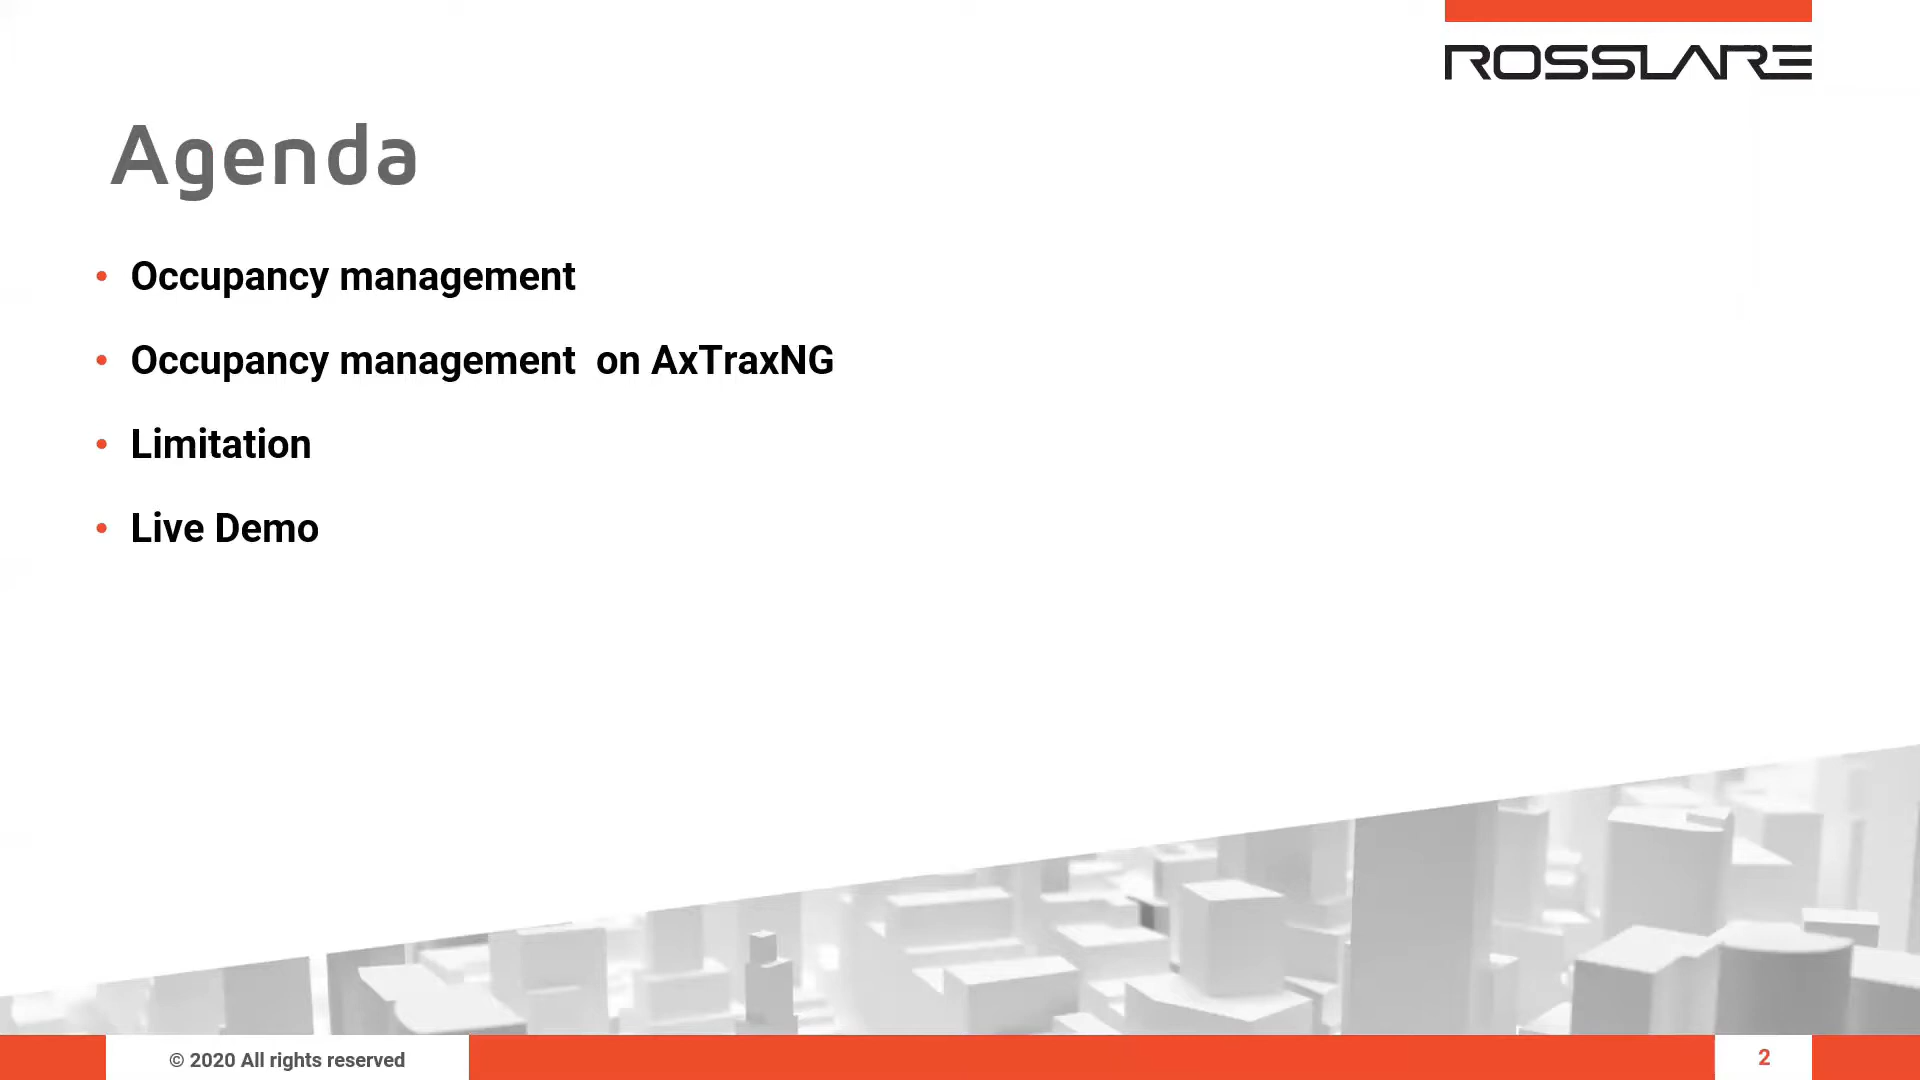 ROSSLARE
Agenda
• Occupancy management
• Occupancy management  on AxTraxNG
• Limitation
• Live Demo
© 2020 All rights reserved
2